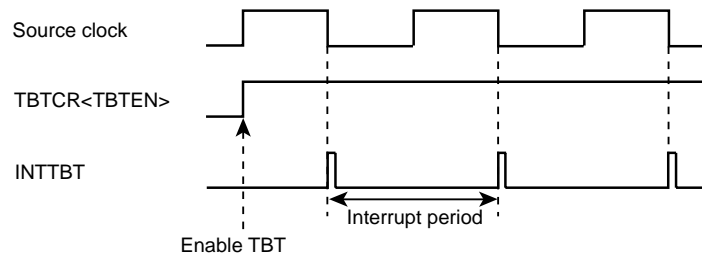 Source clock
TBTCR<TBTEN>
INTTBT
Interrupt period
Enable TBT